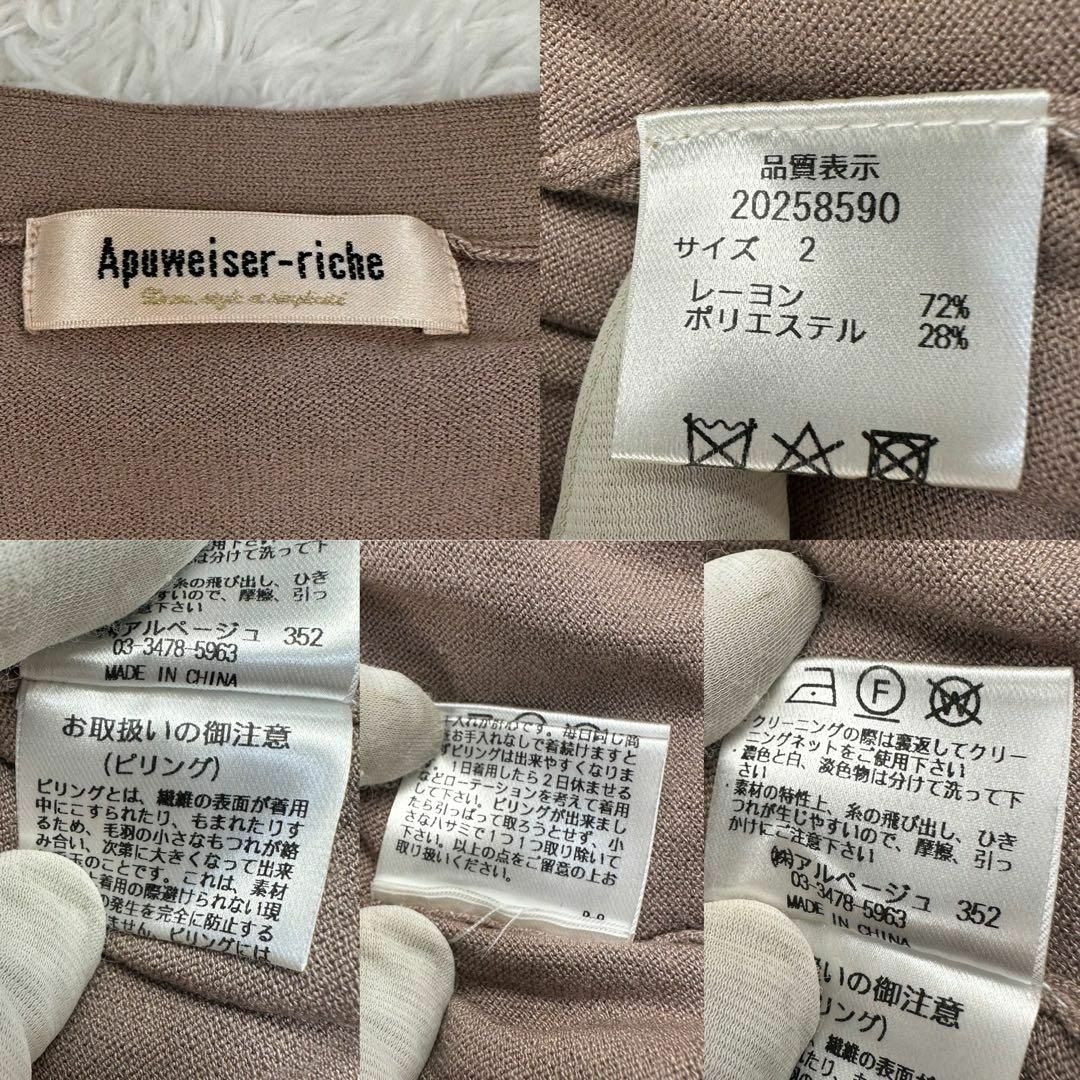 Apuweiser-riche
品質表示
20258590
サイズ 2
レーヨン 72%
ポリエステル 28%
は分けて洗って下
糸の飛び出し、ひき
すいので、摩擦、引っ
意下さい
㈱アルページュ 352
03-3478-5963
MADE IN CHINA
お取扱いの御注意
(ピリング)
ピリングとは、繊維の表面が着用
中にこすられたり、もまれたりす
るため、毛羽の小さなもつれが絡
み合い、次第に大きくなって出来
玉のことです。これは、素材
着用の際避けられない現
の発生を完全に防止する
ません。ピリングには
手入れが肝心です。毎日同じ商
お手入れなしで着続けますと
ずピリングは出来やすくなりま
。1日着用したら2日休ませる
などローテーションを考えて着用
して下さい。ピリングが出来まし
たら引っぱって取ろうとせず、小
さなハサミで1つ1つ取り除いて
下さい。以上の点をご留意の上お
取り扱いください。
F W
・クリーニングの際は裏返してクリー
ニングネットをご使用下さい
・濃色と白、淡色物は分けて洗って下
さい
・素材の特性上、糸の飛び出し、ひき
つれが生じやすいので、摩擦、引っ
かけにご注意下さい
㈱アルページュ 352
03-3478-5963
MADE IN CHINA
扱いの御注意
リング)
繊維の表面が着用
たり、もまれたりす